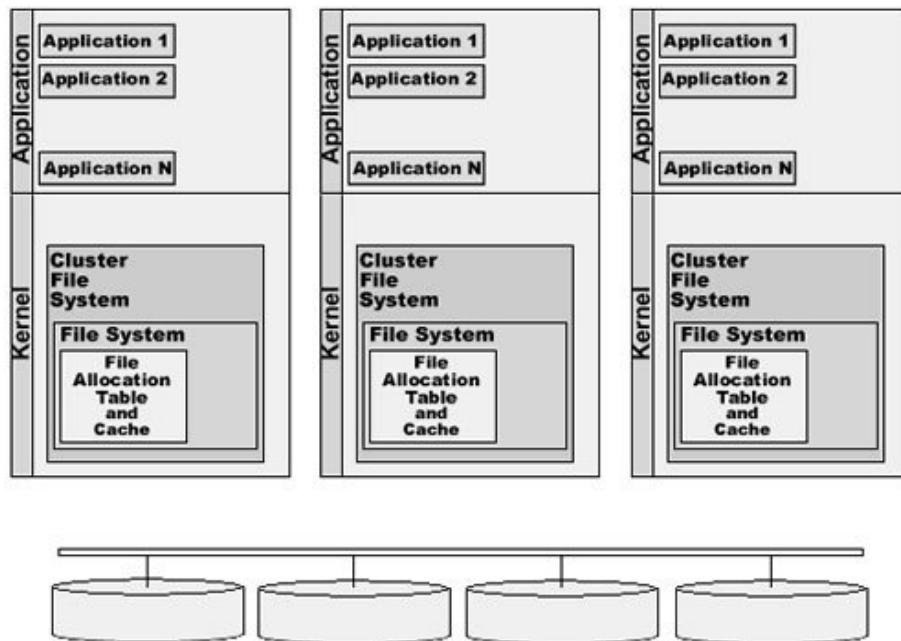 Application
Application 1
Application 2
Application N
Kernel
Cluster
File
System
File System
File
Allocation
Table
and
Cache
Application
Application 1
Application 2
Application N
Kernel
Cluster
File
System
File System
File
Allocation
Table
and
Cache
Application
Application 1
Application 2
Application N
Kernel
Cluster
File
System
File System
File
Allocation
Table
and
Cache